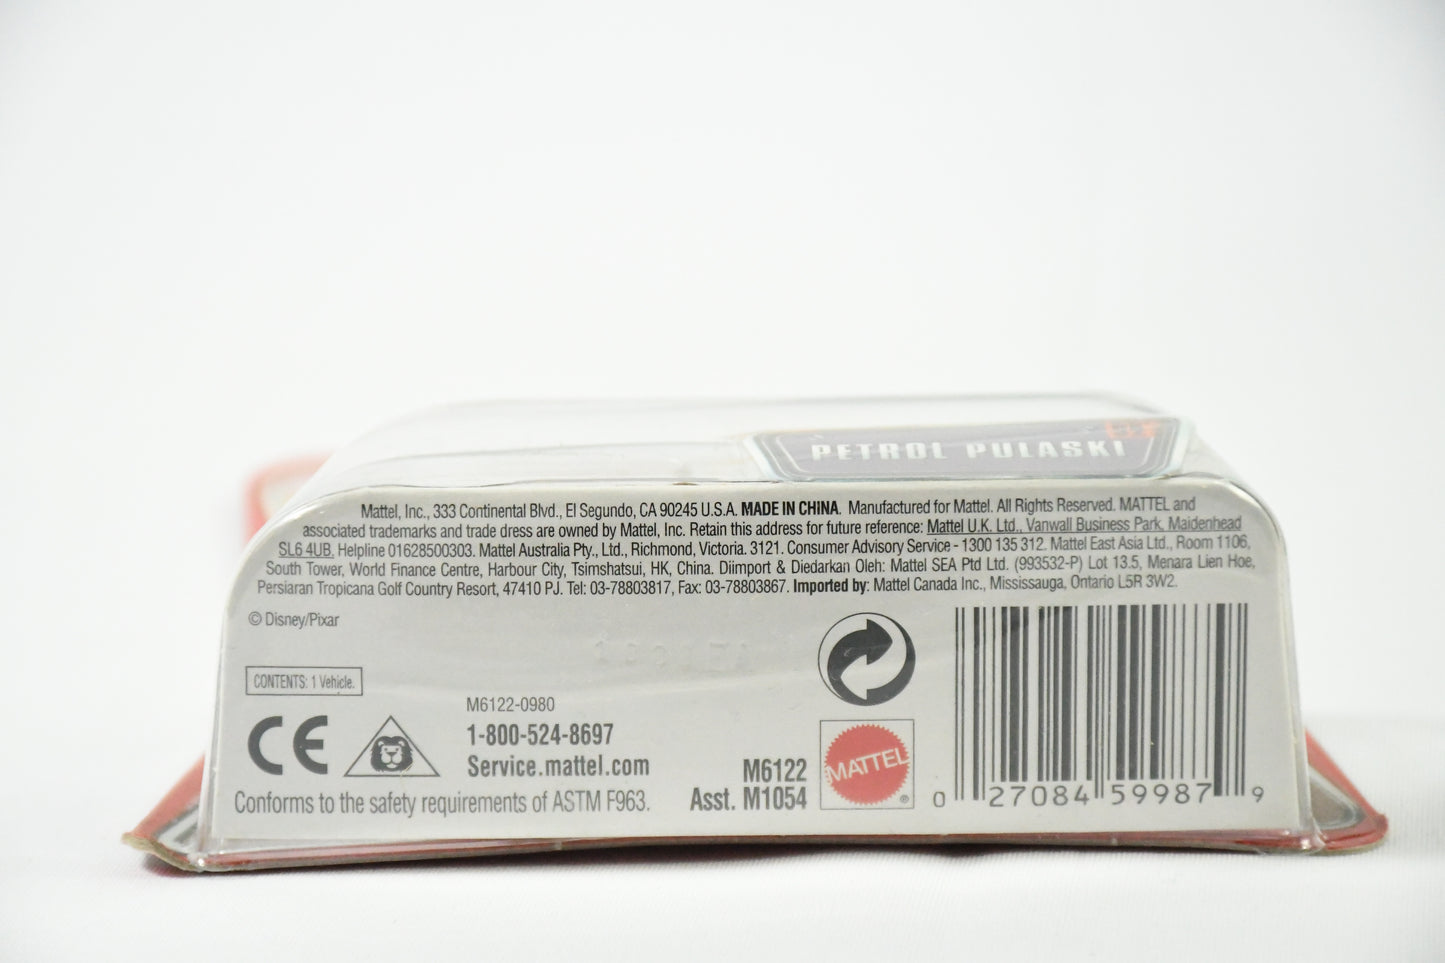 PETROL PULASKI
Mattel, Inc., 333 Continental Blvd., El Segundo, CA 90245 U.S.A. MADE IN CHINA. Manufactured for Mattel. All Rights Reserved. MATTEL and
associated trademarks and trade dress are owned by Mattel, Inc. Retain this address for future reference: Mattel U.K. Ltd., Vanwall Business Park, Maidenhead
SL6 4UB. Helpline 01628500303. Mattel Australia Pty., Ltd., Richmond, Victoria. 3121. Consumer Advisory Service - 1300 135 312. Mattel East Asia Ltd., Room 1106,
South Tower, World Finance Centre, Harbour City, Tsimshatsui, HK, China. Diimport & Diedarkan Oleh: Mattel SEA Ptd Ltd. (993532-P) Lot 13.5, Menara Lien Hoe,
Persiaran Tropicana Golf Country Resort, 47410 PJ. Tel: 03-78803817, Fax: 03-78803867. Imported by: Mattel Canada Inc., Mississauga, Ontario L5R 3W2.
© Disney/Pixar
CONTENTS: 1 Vehicle.
CE
M6122-0980
1-800-524-8697
Service.mattel.com
Conforms to the safety requirements of ASTM F963.
M6122
Asst. M1054
MATTEL
®
0 27084 59987 9